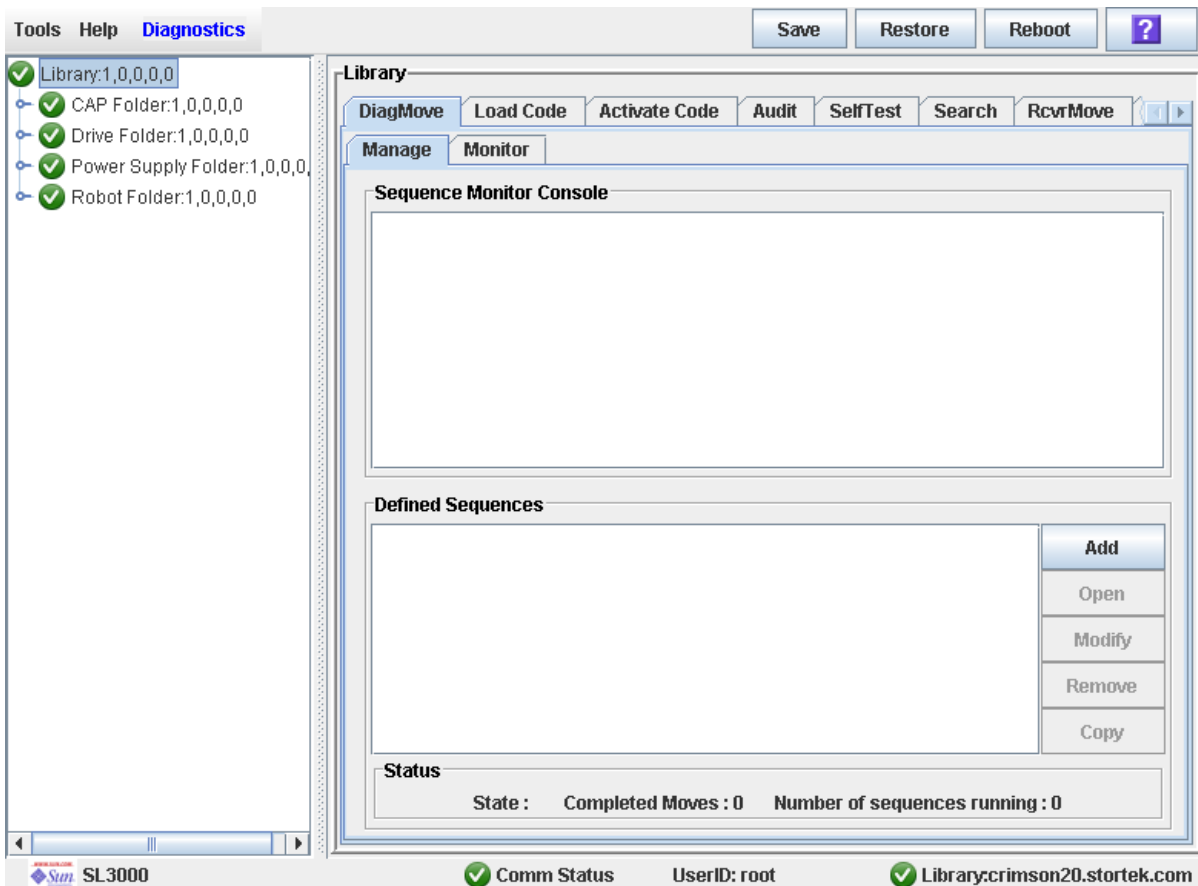 Tools Help Diagnostics
Save Restore Reboot ?
Library:1,0,0,0,0
CAP Folder:1,0,0,0,0
Drive Folder:1,0,0,0,0
Power Supply Folder:1,0,0,0,
Robot Folder:1,0,0,0,0
Library
DiagMove Load Code Activate Code Audit SelfTest Search RcvrMove
Manage Monitor
Sequence Monitor Console
Defined Sequences
Add
Open
Modify
Remove
Copy
Status
State : Completed Moves : 0 Number of sequences running : 0
Sun SL3000 Comm Status UserID: root Library:crimson20.stortek.com